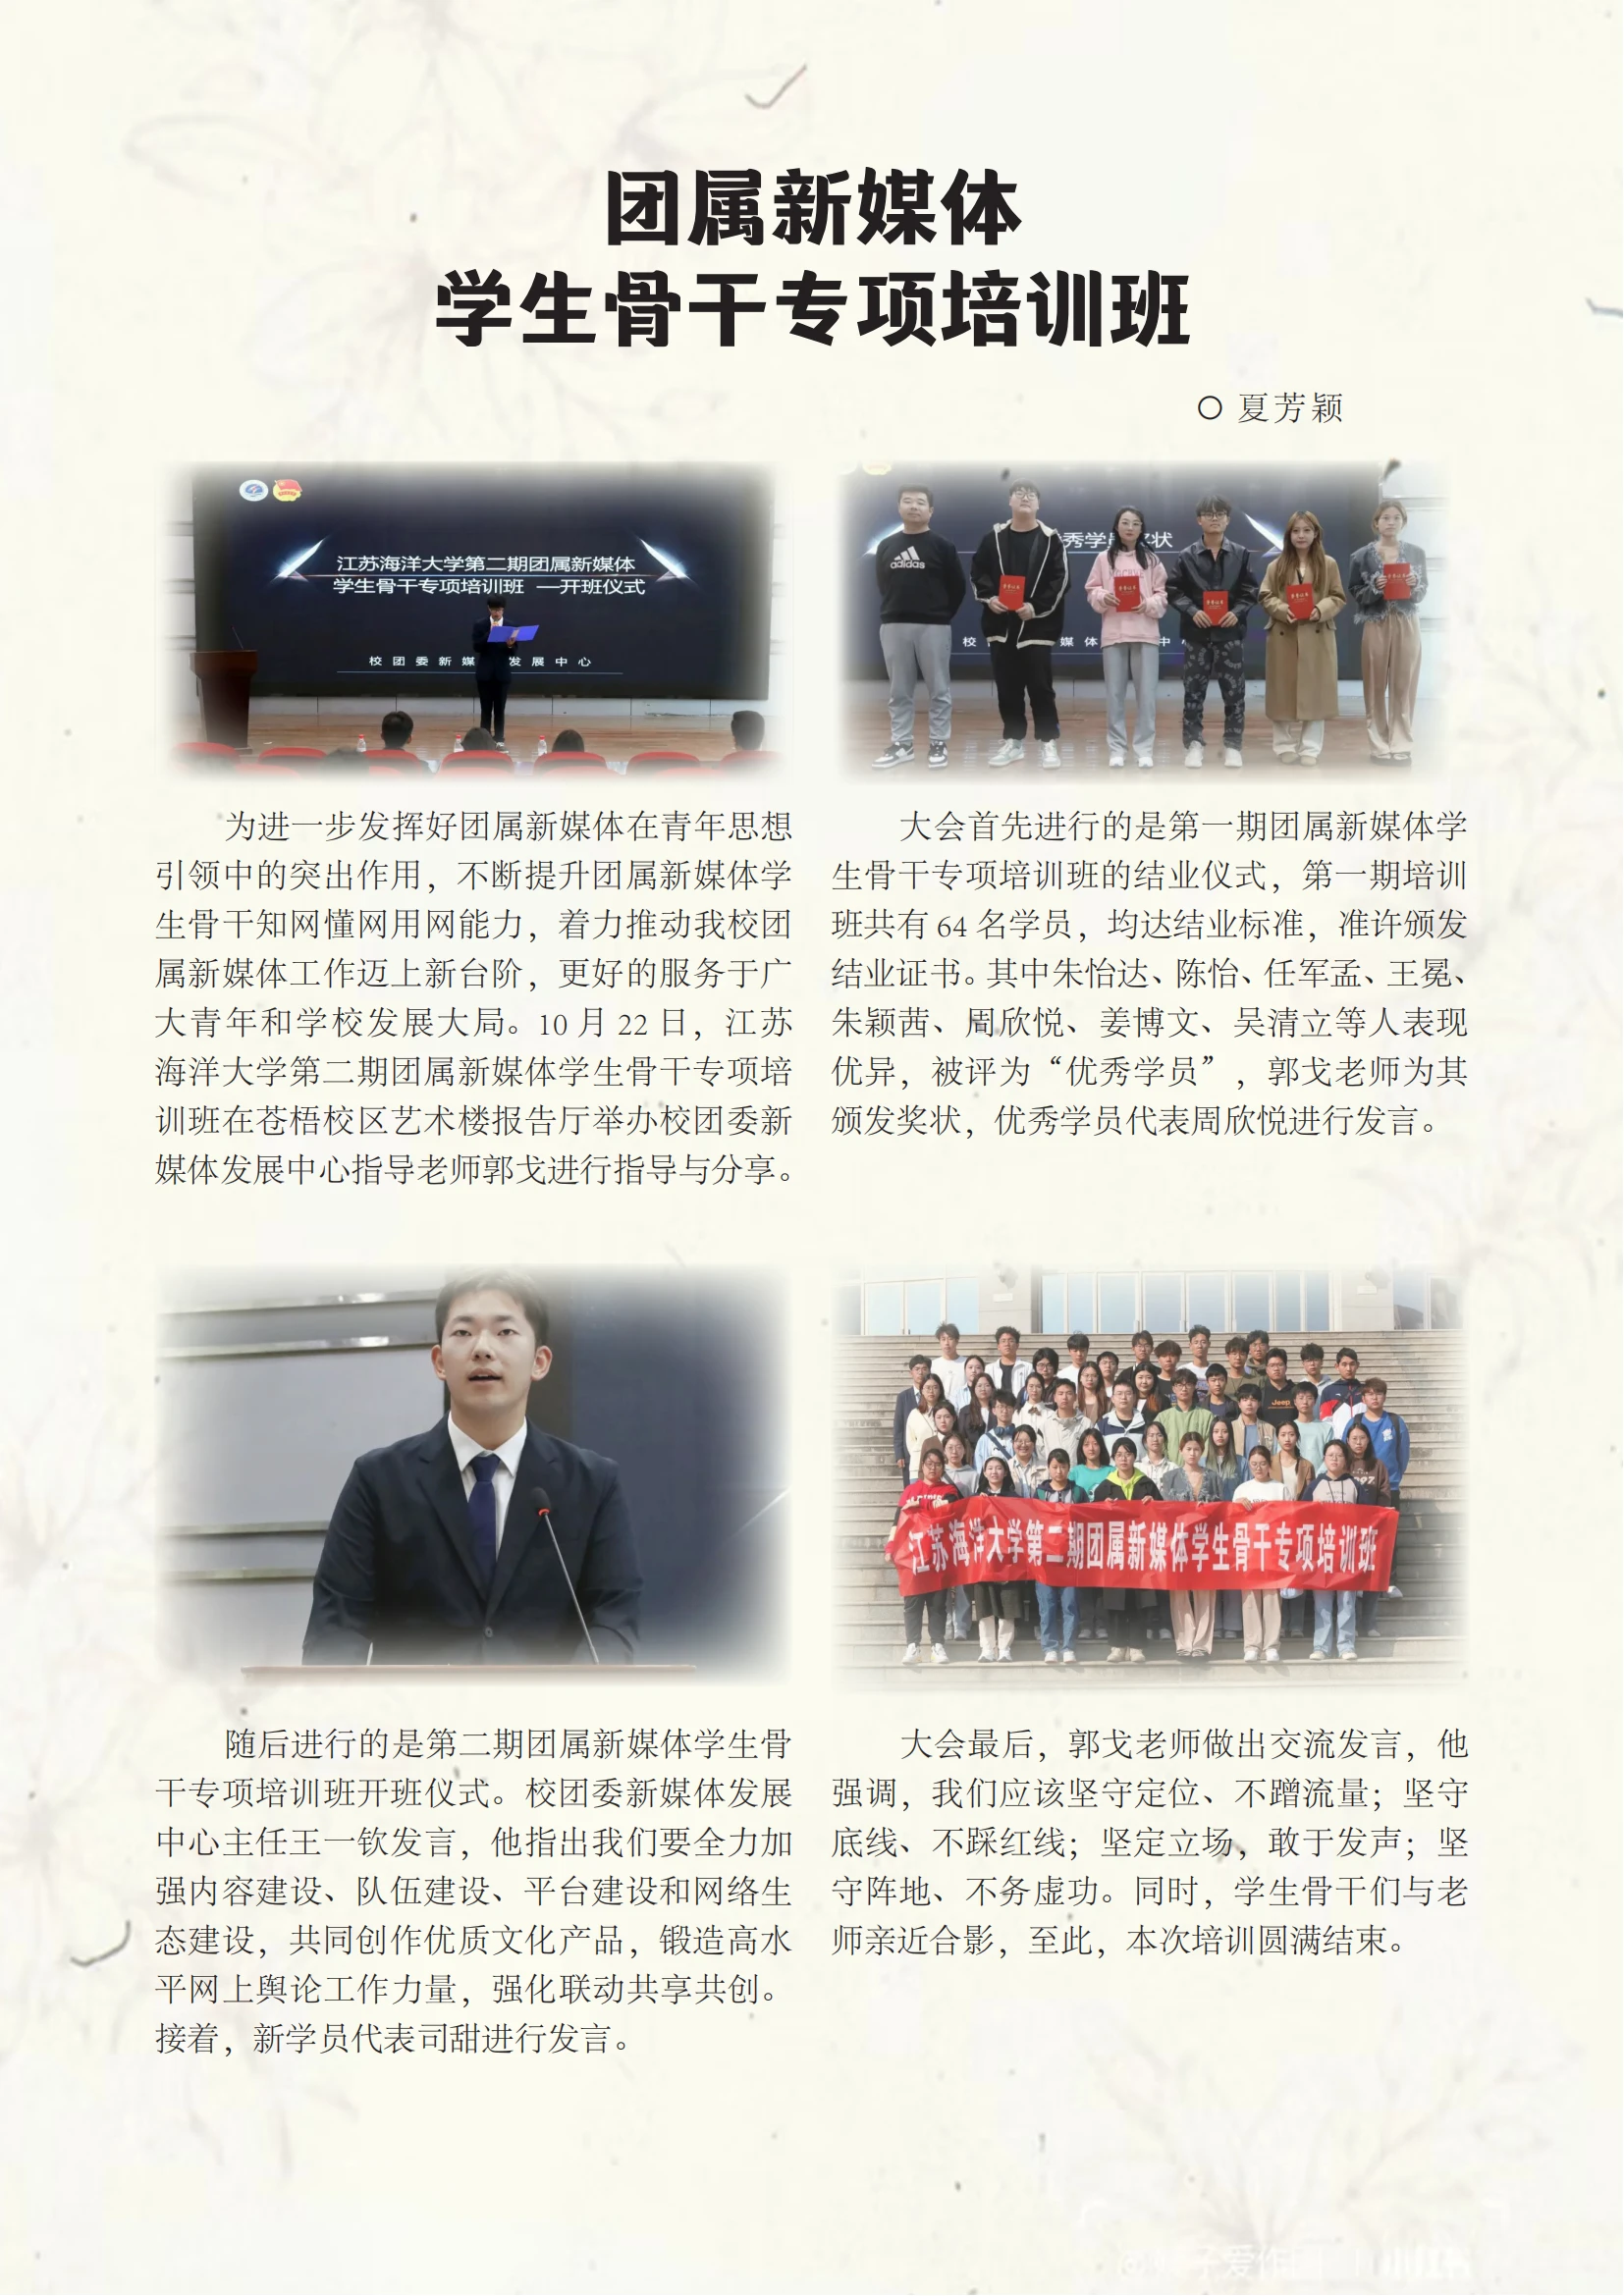 团属新媒体
学生骨干专项培训班
○ 夏芳颖
江苏海洋大学第二期团属新媒体
学生骨干专项培训班 —开班仪式
校团委新媒 发展中心
adidas
秀学员奖状
校 媒体 中
为进一步发挥好团属新媒体在青年思想
引领中的突出作用，不断提升团属新媒体学
生骨干知网懂网用网能力，着力推动我校团
属新媒体工作迈上新台阶，更好的服务于广
大青年和学校发展大局。10 月 22 日，江苏
海洋大学第二期团属新媒体学生骨干专项培
训班在苍梧校区艺术楼报告厅举办校团委新
媒体发展中心指导老师郭戈进行指导与分享。
大会首先进行的是第一期团属新媒体学
生骨干专项培训班的结业仪式，第一期培训
班共有 64 名学员，均达结业标准，准许颁发
结业证书。其中朱怡达、陈怡、任军孟、王冕、
朱颖茜、周欣悦、姜博文、吴清立等人表现
优异，被评为“优秀学员”，郭戈老师为其
颁发奖状，优秀学员代表周欣悦进行发言。
Jeep
江苏海洋大学第二期团属新媒体学生骨干专项培训班
随后进行的是第二期团属新媒体学生骨
干专项培训班开班仪式。校团委新媒体发展
中心主任王一钦发言，他指出我们要全力加
强内容建设、队伍建设、平台建设和网络生
态建设，共同创作优质文化产品，锻造高水
平网上舆论工作力量，强化联动共享共创。
接着，新学员代表司甜进行发言。
大会最后，郭戈老师做出交流发言，他
强调，我们应该坚守定位、不蹭流量；坚守
底线、不踩红线；坚定立场、敢于发声；坚
守阵地、不务虚功。同时，学生骨干们与老
师亲近合影，至此，本次培训圆满结束。